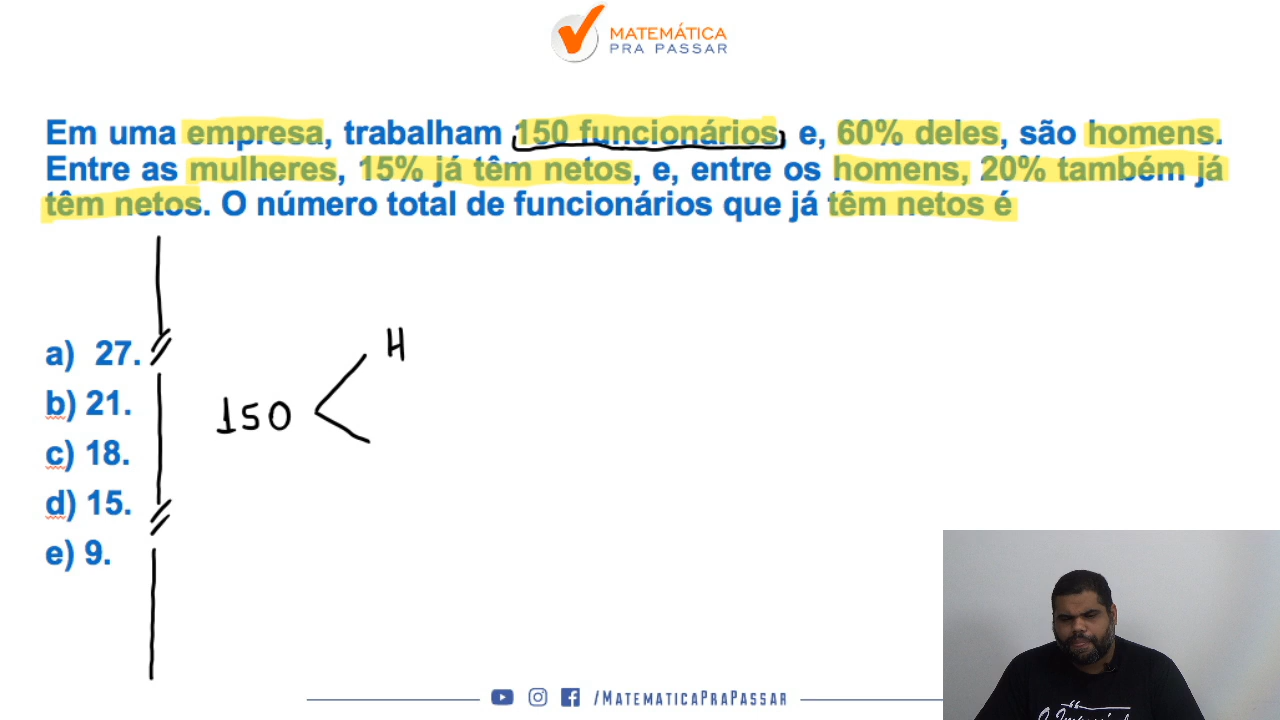 MATEMÁTICA
PRA PASSAR
Em uma empresa, trabalham 150 funcionários, e, 60% deles, são homens.
Entre as mulheres, 15% já têm netos, e, entre os homens, 20% também já
têm netos. O número total de funcionários que já têm netos é
a) 27.
b) 21.
c) 18.
d) 15.
e) 9.
H
150
/MATEMATICAPRAPASSAR